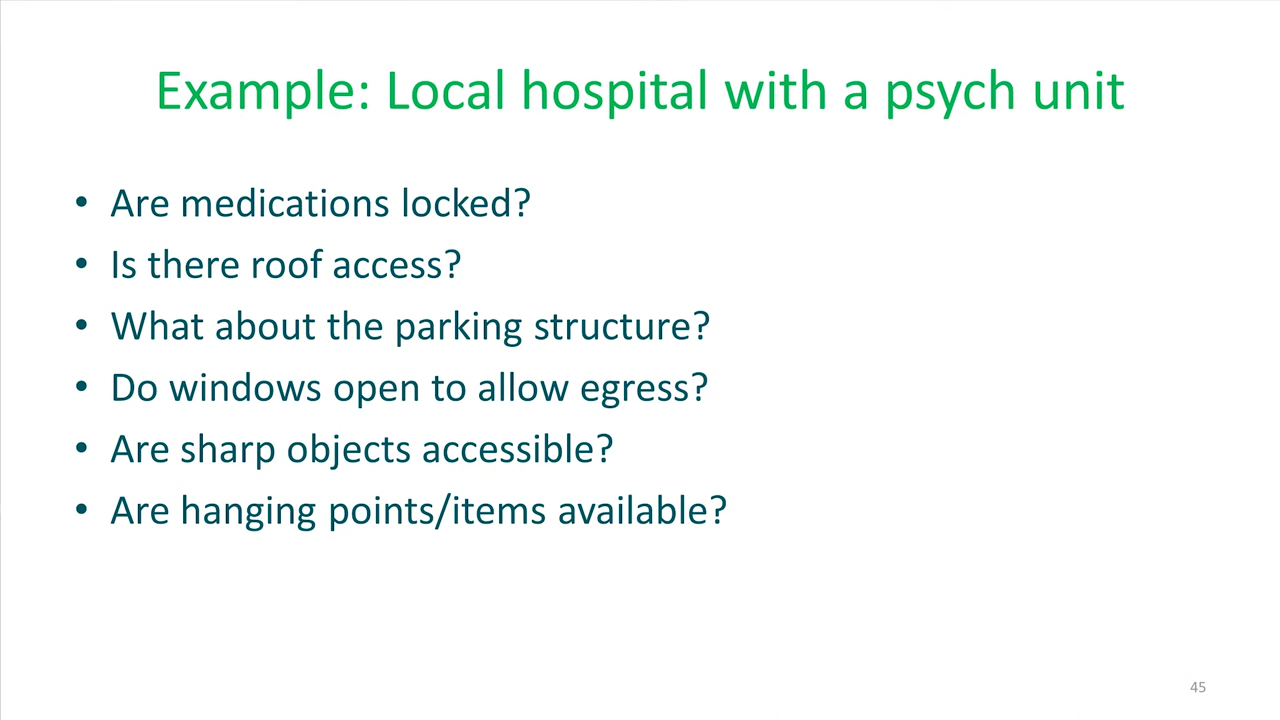 Example: Local hospital with a psych unit
• Are medications locked?
• Is there roof access?
• What about the parking structure?
• Do windows open to allow egress?
• Are sharp objects accessible?
• Are hanging points/items available?
45